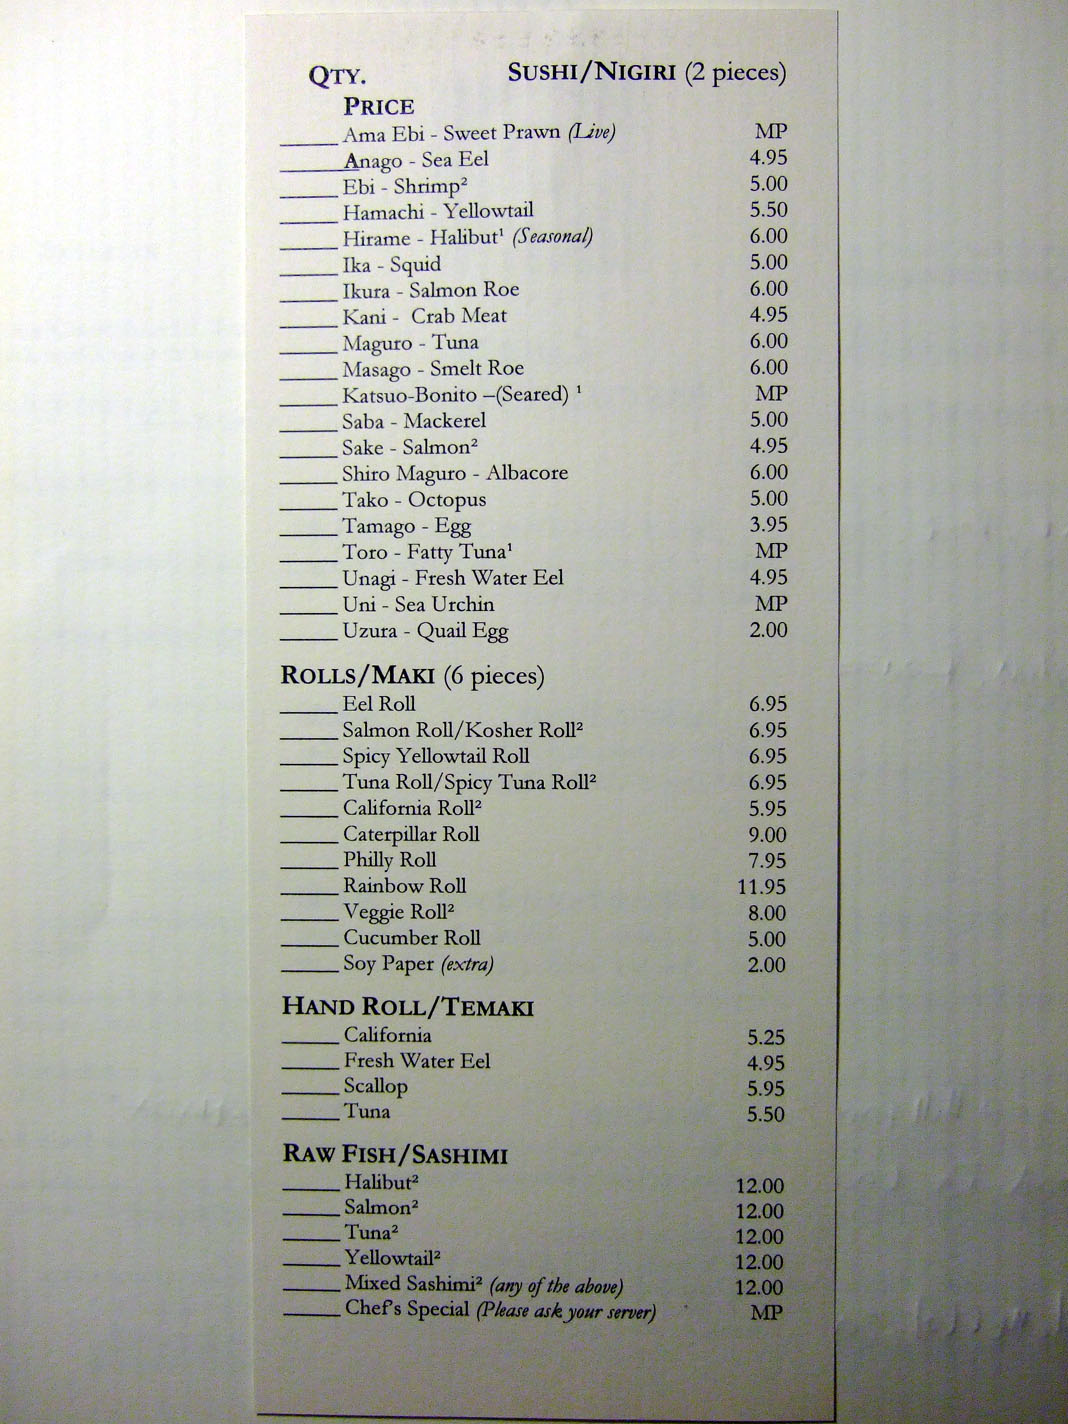 QTY. SUSHI/NIGIRI (2 pieces)
PRICE
_____ Ama Ebi - Sweet Prawn (Live) MP
_____ Anago - Sea Eel 4.95
_____ Ebi - Shrimp² 5.00
_____ Hamachi - Yellowtail 5.50
_____ Hirame - Halibut¹ (Seasonal) 6.00
_____ Ika - Squid 5.00
_____ Ikura - Salmon Roe 6.00
_____ Kani - Crab Meat 4.95
_____ Maguro - Tuna 6.00
_____ Masago - Smelt Roe 6.00
_____ Katsuo-Bonito –(Seared) ¹ MP
_____ Saba - Mackerel 5.00
_____ Sake - Salmon² 4.95
_____ Shiro Maguro - Albacore 6.00
_____ Tako - Octopus 5.00
_____ Tamago - Egg 3.95
_____ Toro - Fatty Tuna¹ MP
_____ Unagi - Fresh Water Eel 4.95
_____ Uni - Sea Urchin MP
_____ Uzura - Quail Egg 2.00
ROLLS/MAKI (6 pieces)
_____ Eel Roll 6.95
_____ Salmon Roll/Kosher Roll² 6.95
_____ Spicy Yellowtail Roll 6.95
_____ Tuna Roll/Spicy Tuna Roll² 6.95
_____ California Roll² 5.95
_____ Caterpillar Roll 9.00
_____ Philly Roll 7.95
_____ Rainbow Roll 11.95
_____ Veggie Roll² 8.00
_____ Cucumber Roll 5.00
_____ Soy Paper (extra) 2.00
HAND ROLL/TEMAKI
_____ California 5.25
_____ Fresh Water Eel 4.95
_____ Scallop 5.95
_____ Tuna 5.50
RAW FISH/SASHIMI
_____ Halibut² 12.00
_____ Salmon² 12.00
_____ Tuna² 12.00
_____ Yellowtail² 12.00
_____ Mixed Sashimi² (any of the above) 12.00
_____ Chef's Special (Please ask your server) MP